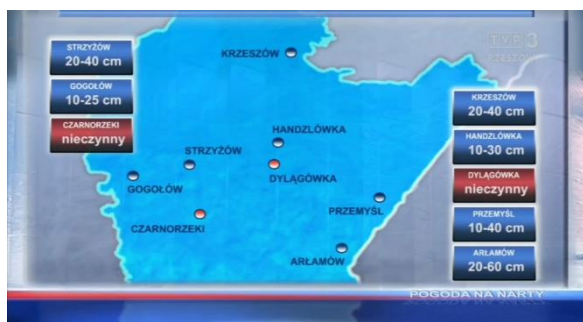 STRZYŻÓW
20-40 cm
GOGOŁÓW
10-25 cm
CZARNORZEKI
nieczynny
KRZESZÓW
TVP3
RZESZÓW
KRZESZÓW
20-40 cm
HANDZLÓWKA
10-30 cm
DYLĄGÓWKA
nieczynny
PRZEMYŚL
10-40 cm
ARŁAMÓW
20-60 cm
HANDZLÓWKA
STRZYŻÓW
DYLĄGÓWKA
GOGOŁÓW
PRZEMYŚL
CZARNORZEKI
ARŁAMÓW
POGODA NA NARTY